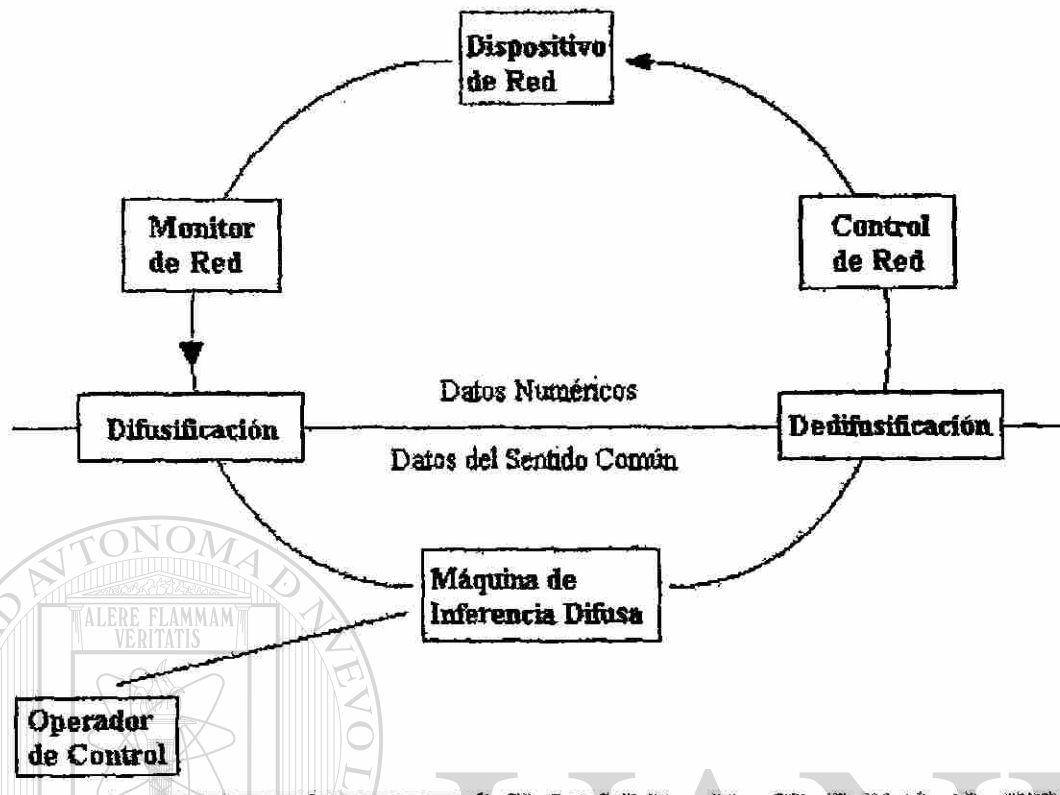 Dispositivo
de Red
Monitor
de Red
Control
de Red
Datos Numéricos
Difusificación
Dedifusificación
Datos del Sentido Común
Máquina de
Inferencia Difusa
Operador
de Control
ALERE FLAMMAM
VERITATIS